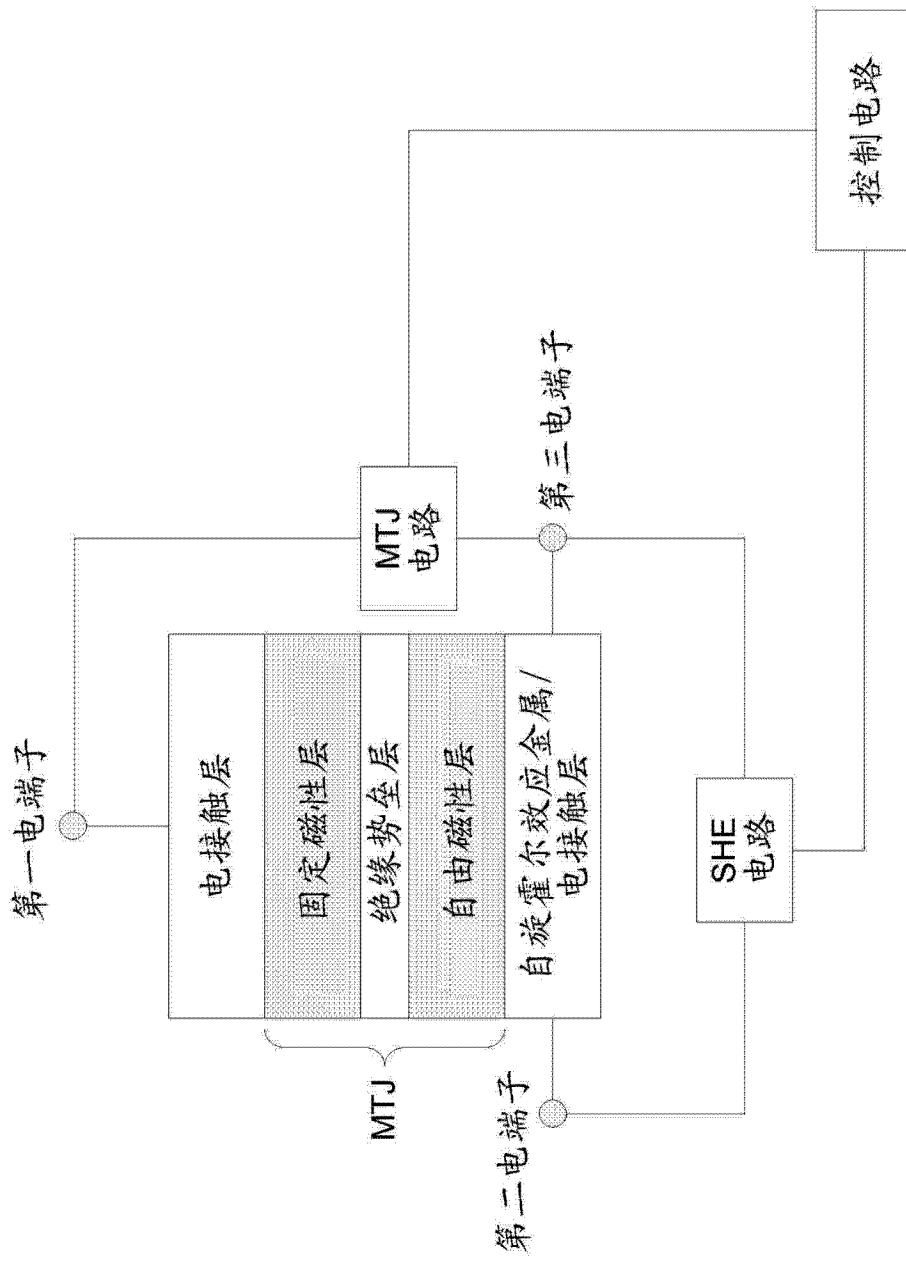 第一电端子
电接触层
固定磁性层
绝缘势垒层
自由磁性层
自旋霍尔效应金属/
电接触层
MTJ
第二电端子
MTJ
电路
第三电端子
SHE
电路
控制电路